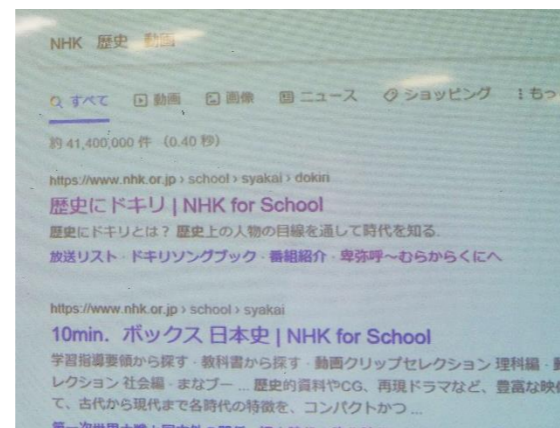 NHK 歴史 動画
すべて 動画 画像 ニュース ショッピング もっ
約 41,400,000 件 （0.40 秒）
https://www.nhk.or.jp › school › syakai › dokiri
歴史にドキリ | NHK for School
歴史にドキリとは？ 歴史上の人物の目線を通して時代を知る.
放送リスト · ドキリソングブック · 番組紹介 · 卑弥呼～むらからくにへ
https://www.nhk.or.jp › school › syakai
10min．ボックス 日本史 | NHK for School
学習指導要領から探す · 教科書から探す · 動画クリップセレクション 理科編 · 動
レクション 社会編 · まなブー ... 歴史的資料やCG、再現ドラマなど、豊富な映像
て、古代から現代まで各時代の特徴を、コンパクトかつ ...